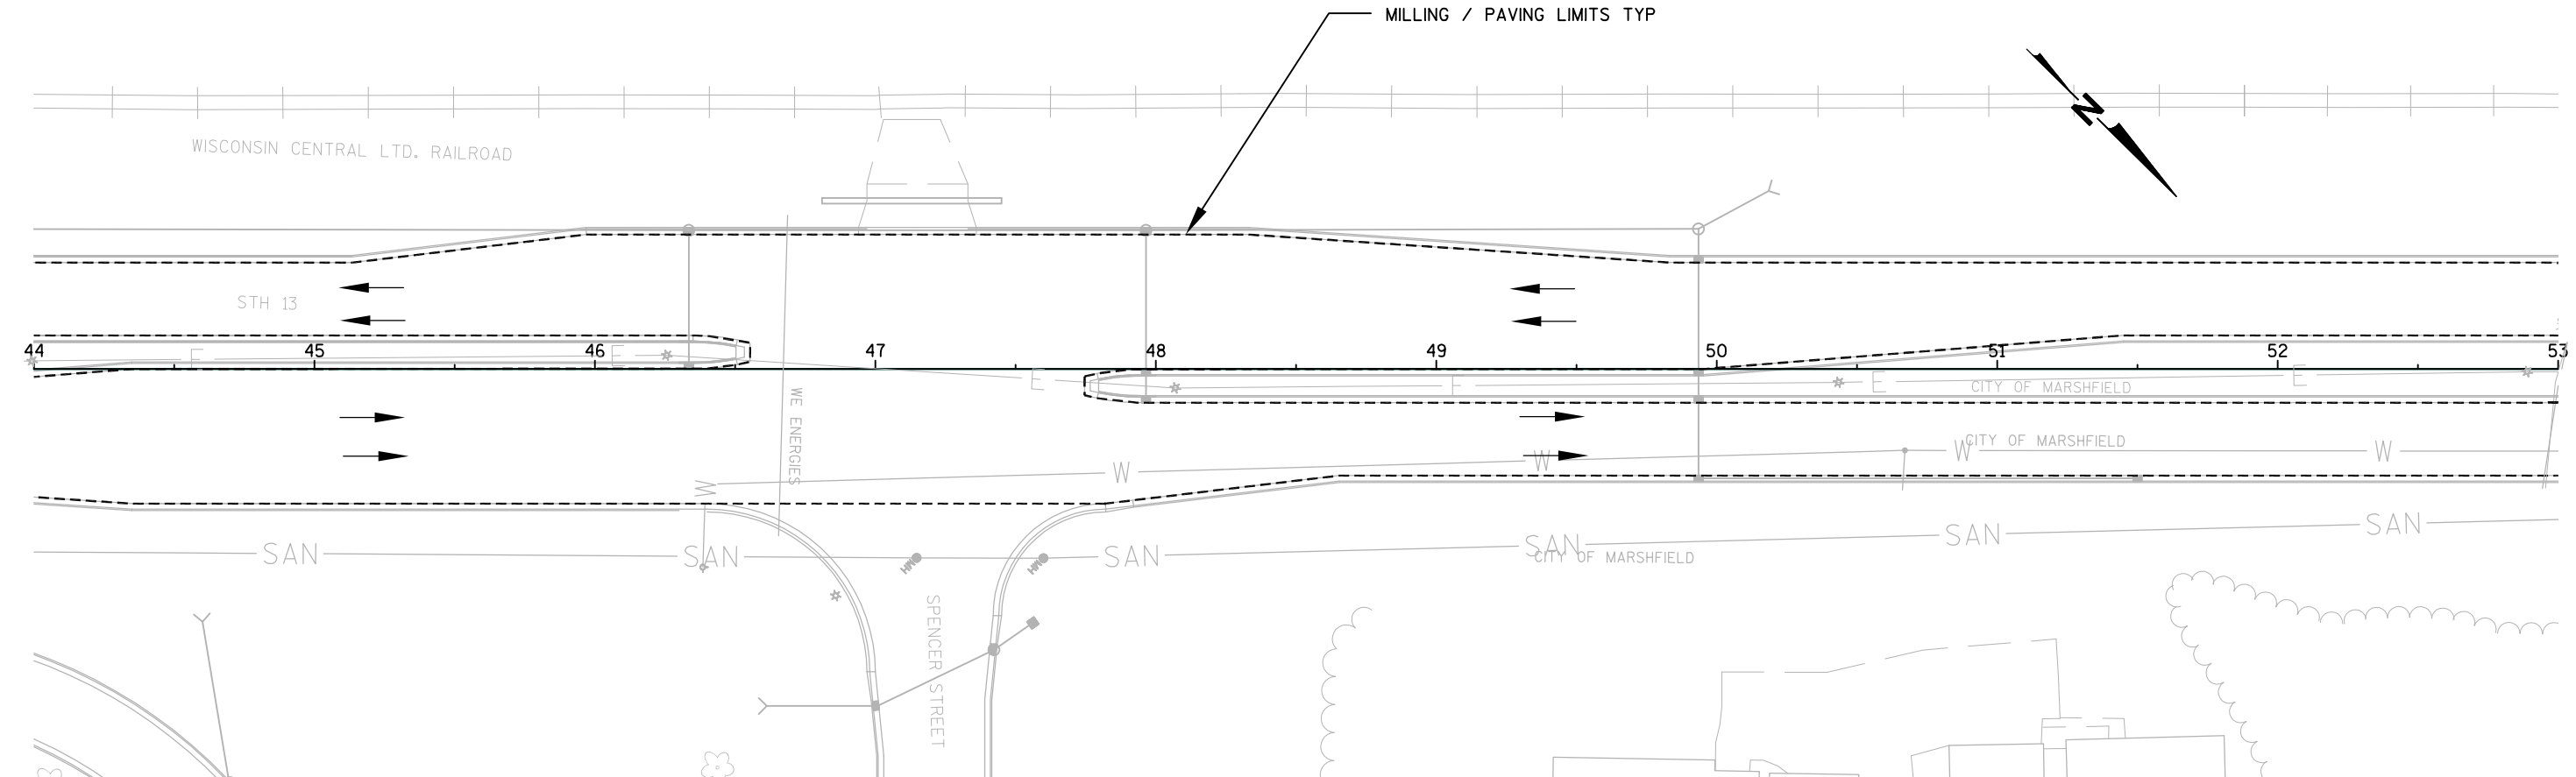 MILLING / PAVING LIMITS TYP
N
WISCONSIN CENTRAL LTD. RAILROAD
STH 13
44 45 46 47 48 49 50 51 52 53
E E E E E E
CITY OF MARSHFIELD
WE ENERGIES
CITY OF MARSHFIELD
W W W W W
SAN SAN SAN SAN SAN SAN
CITY OF MARSHFIELD
HM HM
SPENCER STREET